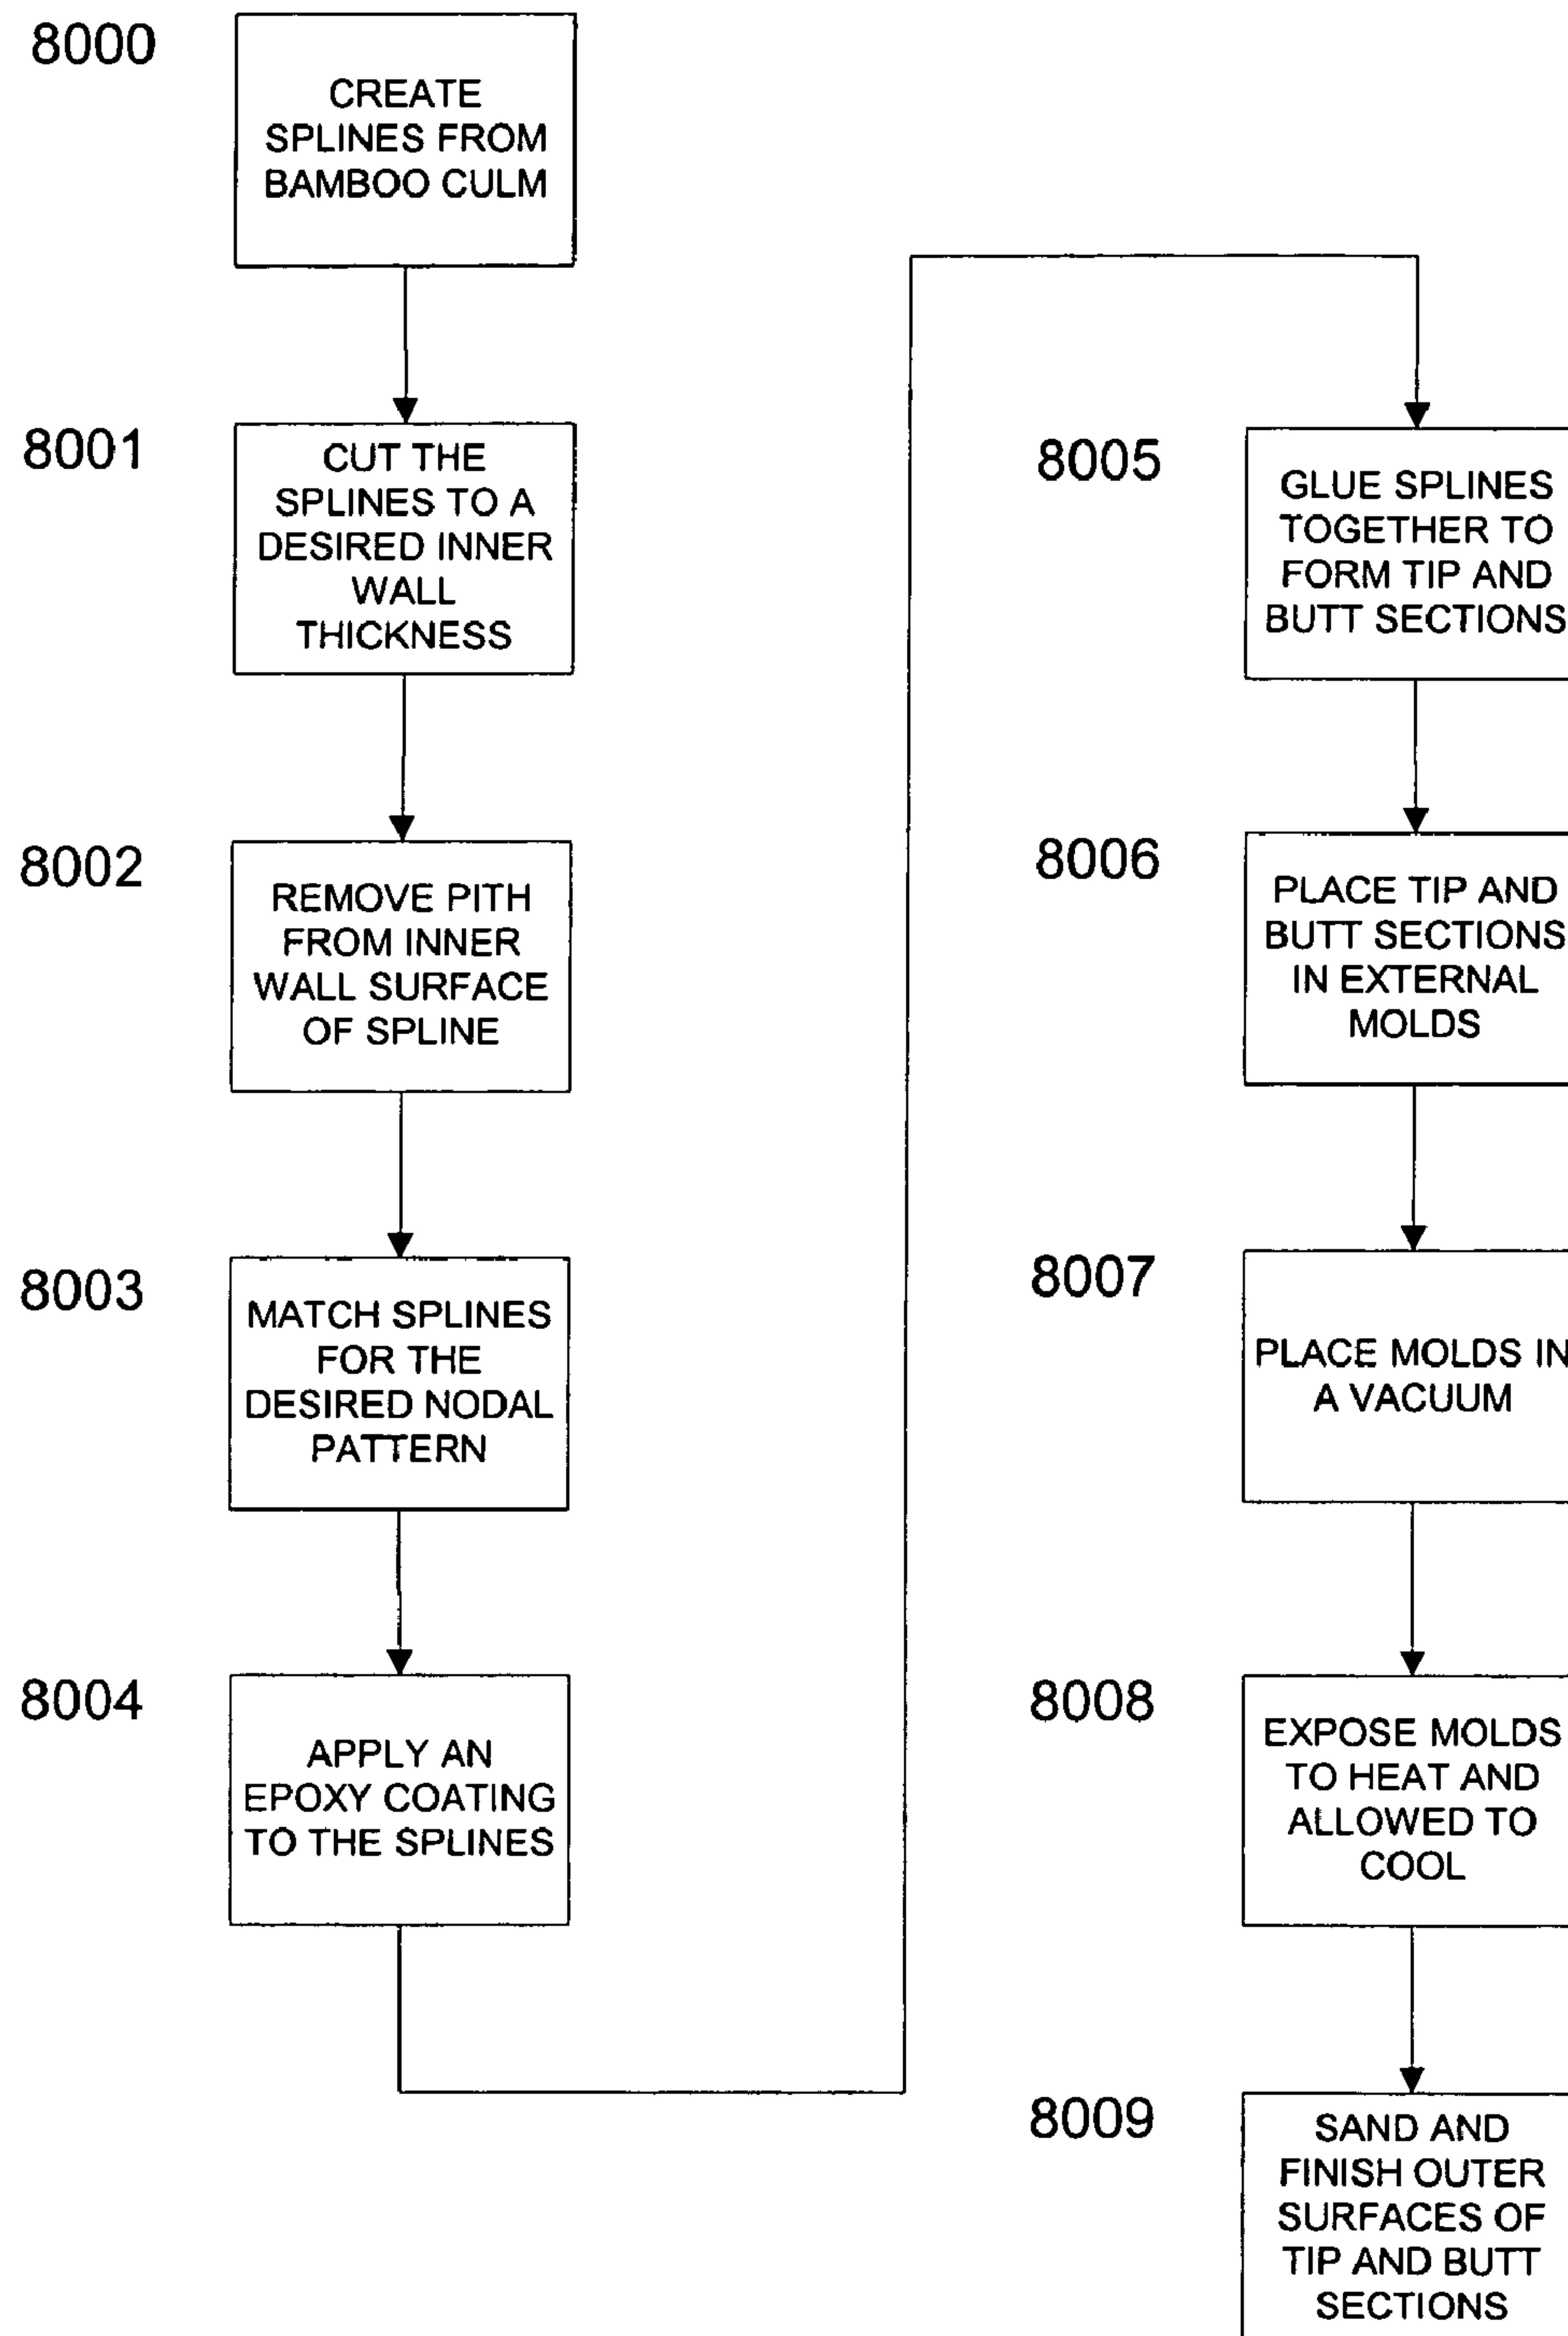 8000
CREATE
SPLINES FROM
BAMBOO CULM
8001
CUT THE
SPLINES TO A
DESIRED INNER
WALL
THICKNESS
8002
REMOVE PITH
FROM INNER
WALL SURFACE
OF SPLINE
8003
MATCH SPLINES
FOR THE
DESIRED NODAL
PATTERN
8004
APPLY AN
EPOXY COATING
TO THE SPLINES
8005
GLUE SPLINES
TOGETHER TO
FORM TIP AND
BUTT SECTIONS
8006
PLACE TIP AND
BUTT SECTIONS
IN EXTERNAL
MOLDS
8007
PLACE MOLDS IN
A VACUUM
8008
EXPOSE MOLDS
TO HEAT AND
ALLOWED TO
COOL
8009
SAND AND
FINISH OUTER
SURFACES OF
TIP AND BUTT
SECTIONS